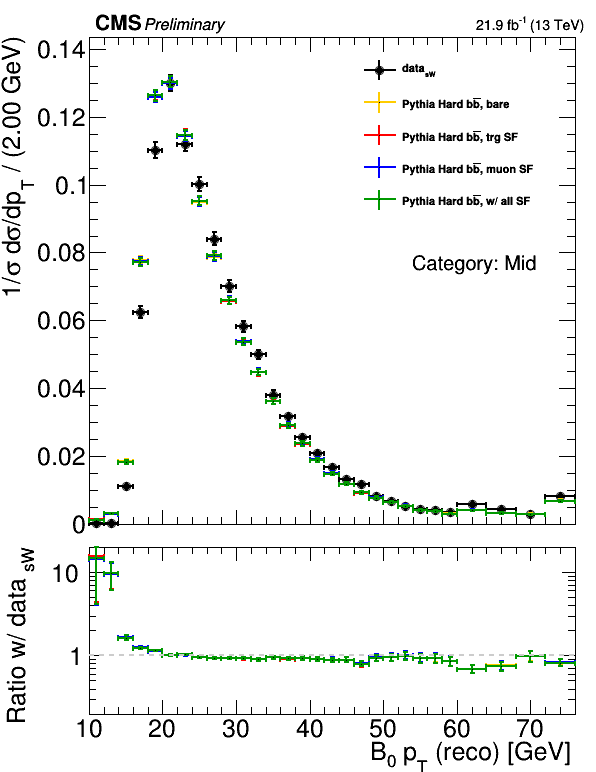 CMS Preliminary 21.9 fb⁻¹ (13 TeV)
1/σ dσ/dp_T / (2.00 GeV)
0.14
0.12
0.1
0.08
0.06
0.04
0.02
0
data_sW
Pythia Hard bb̅, bare
Pythia Hard bb̅, trg SF
Pythia Hard bb̅, muon SF
Pythia Hard bb̅, w/ all SF
Category: Mid
Ratio w/ data _sW
10
1
10 20 30 40 50 60 70
B₀ p_T (reco) [GeV]